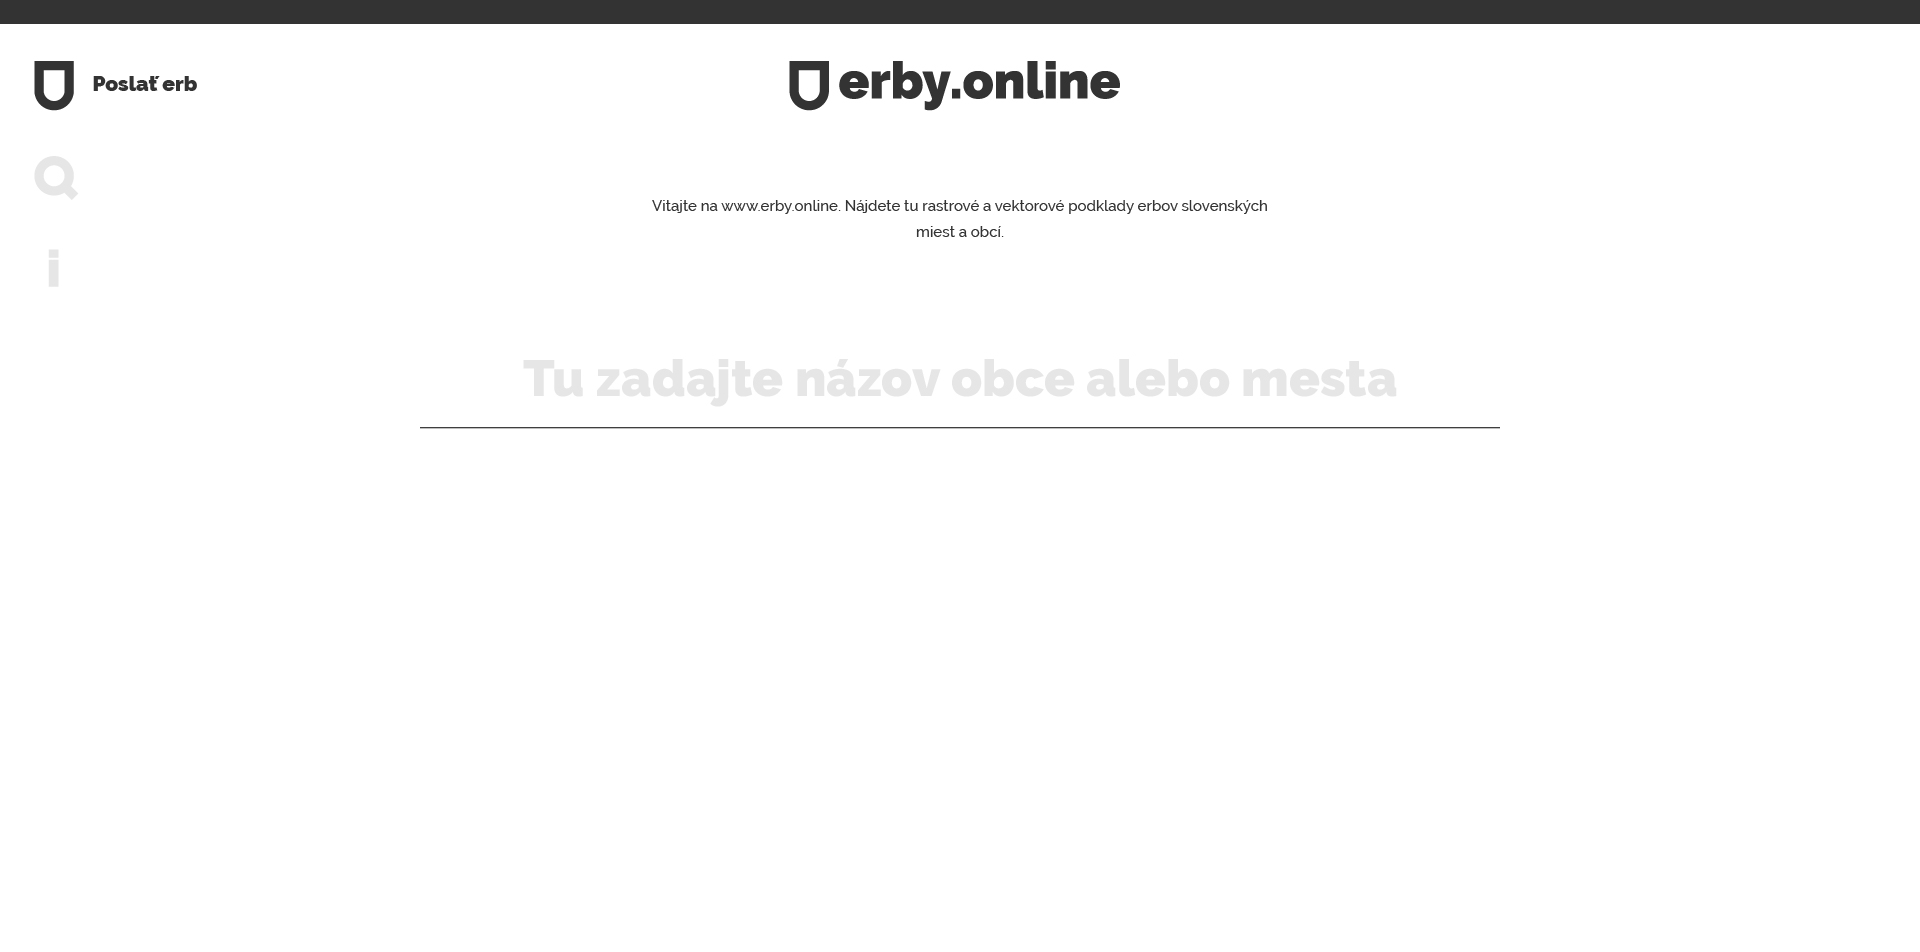 Poslať erb
erby.online
Vitajte na www.erby.online. Nájdete tu rastrové a vektorové podklady erbov slovenských
miest a obcí.
i
Tu zadajte názov obce alebo mesta